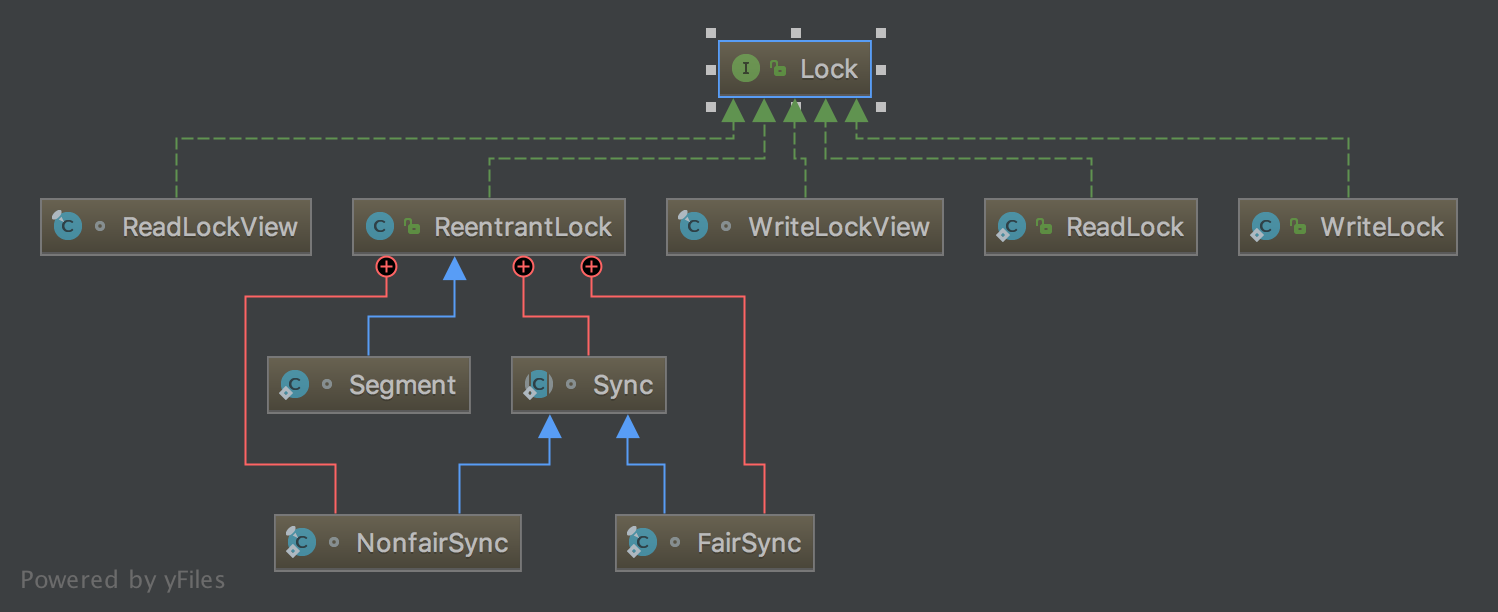 I Lock
C ReadLockView
C ReentrantLock
C WriteLockView
C ReadLock
C WriteLock
C Segment
C Sync
C NonfairSync
C FairSync
Powered by yFiles